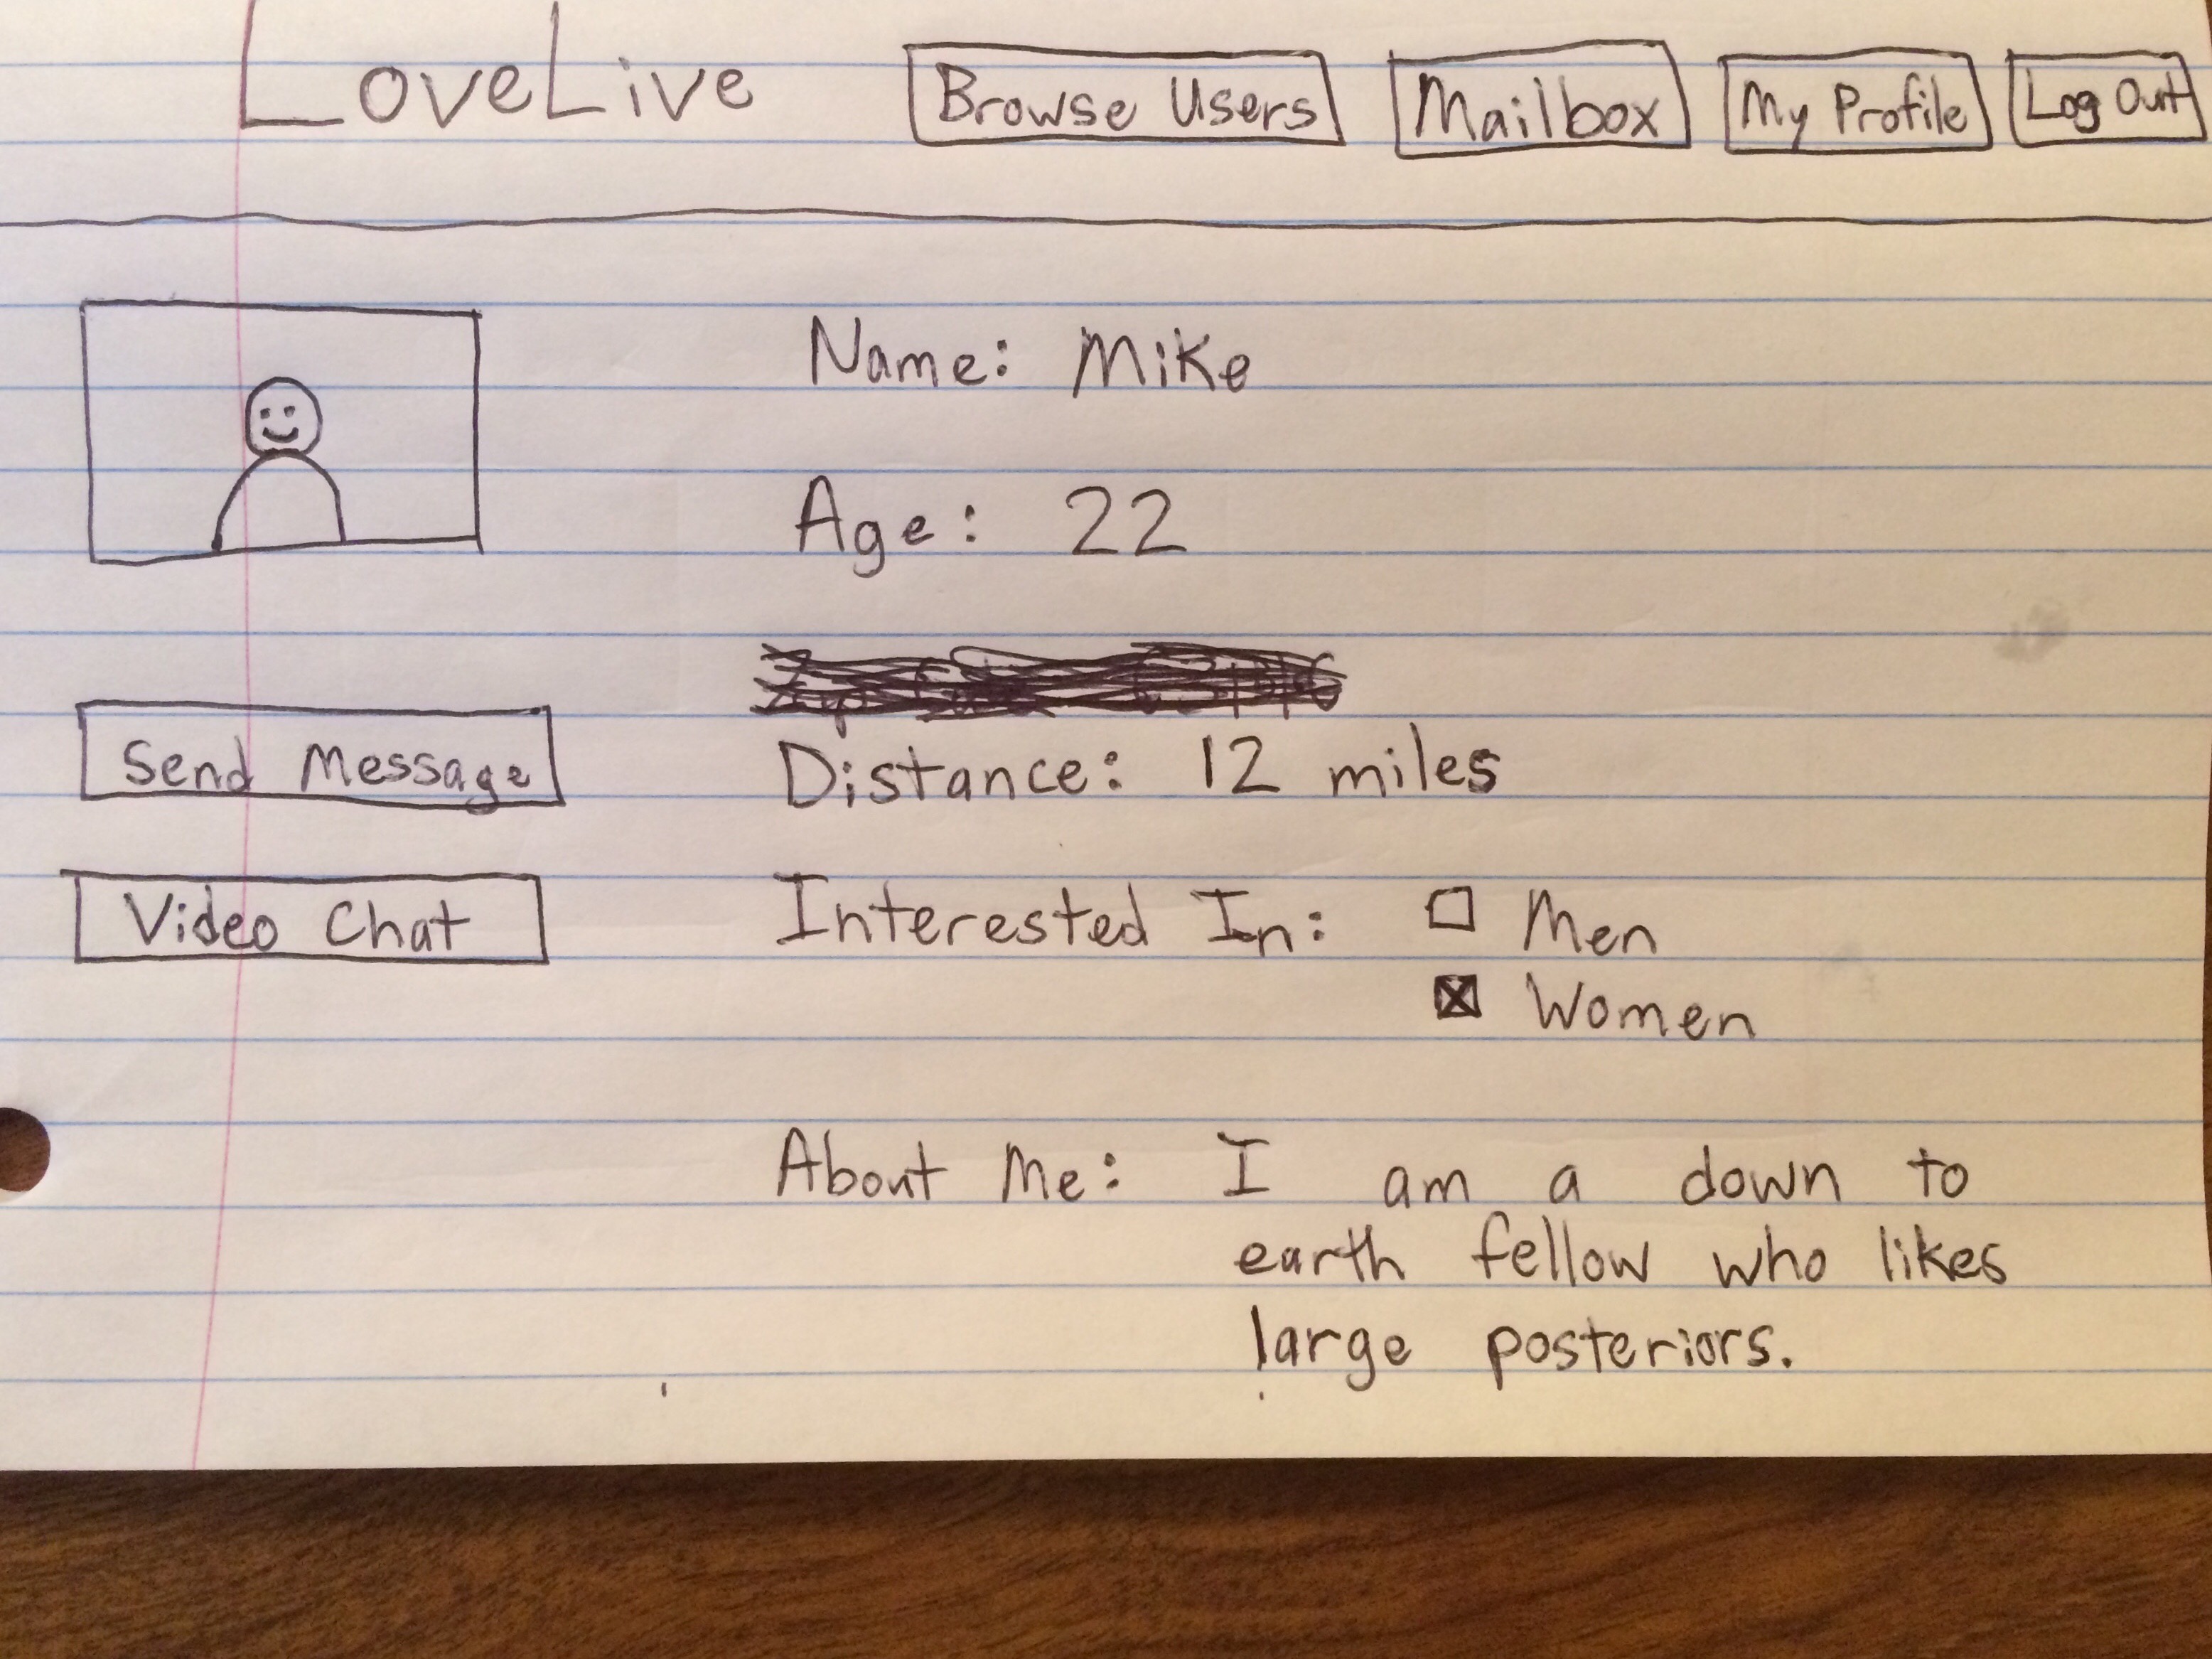 LoveLive Browse Users Mailbox My Profile Log Out
Name: Mike
Age: 22
Send Message
Distance: 12 miles
Video Chat
Interested In: Men
Women
About Me: I am a down to
earth fellow who likes
large posteriors.